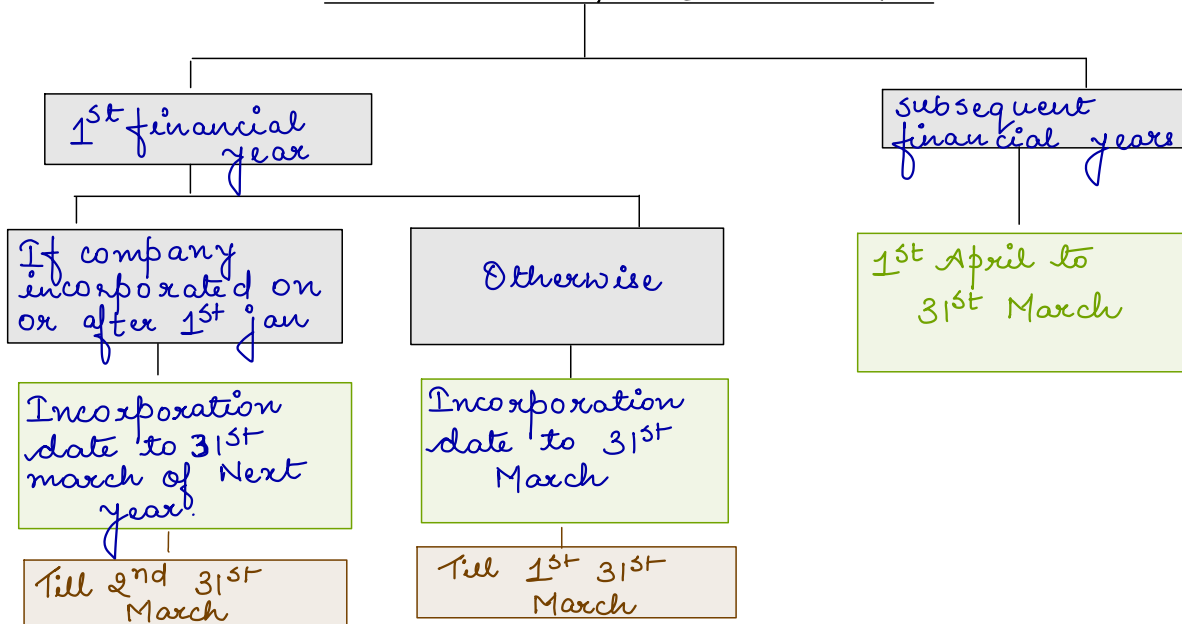 1st financial
year
subsequent
financial years
If company
incorporated on
or after 1st jan
Otherwise
1st April to
31st March
Incorporation
date to 31st
march of Next
year.
Incorporation
date to 31st
March
Till 2nd 31st
March
Till 1st 31st
March